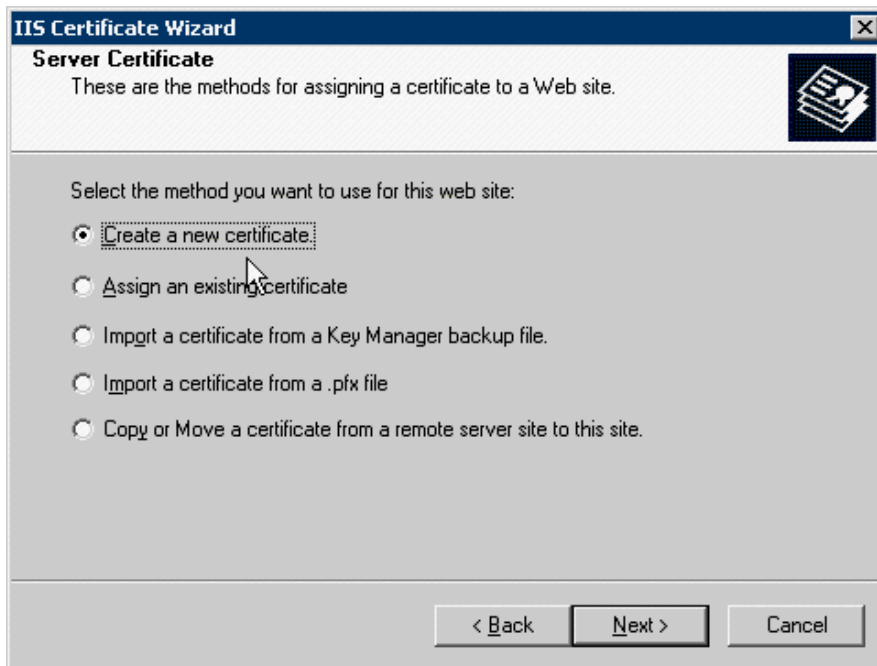 IIS Certificate Wizard
Server Certificate
These are the methods for assigning a certificate to a Web site.
Select the method you want to use for this web site:
Create a new certificate.
Assign an existing certificate
Import a certificate from a Key Manager backup file.
Import a certificate from a .pfx file
Copy or Move a certificate from a remote server site to this site.
< Back
Next >
Cancel